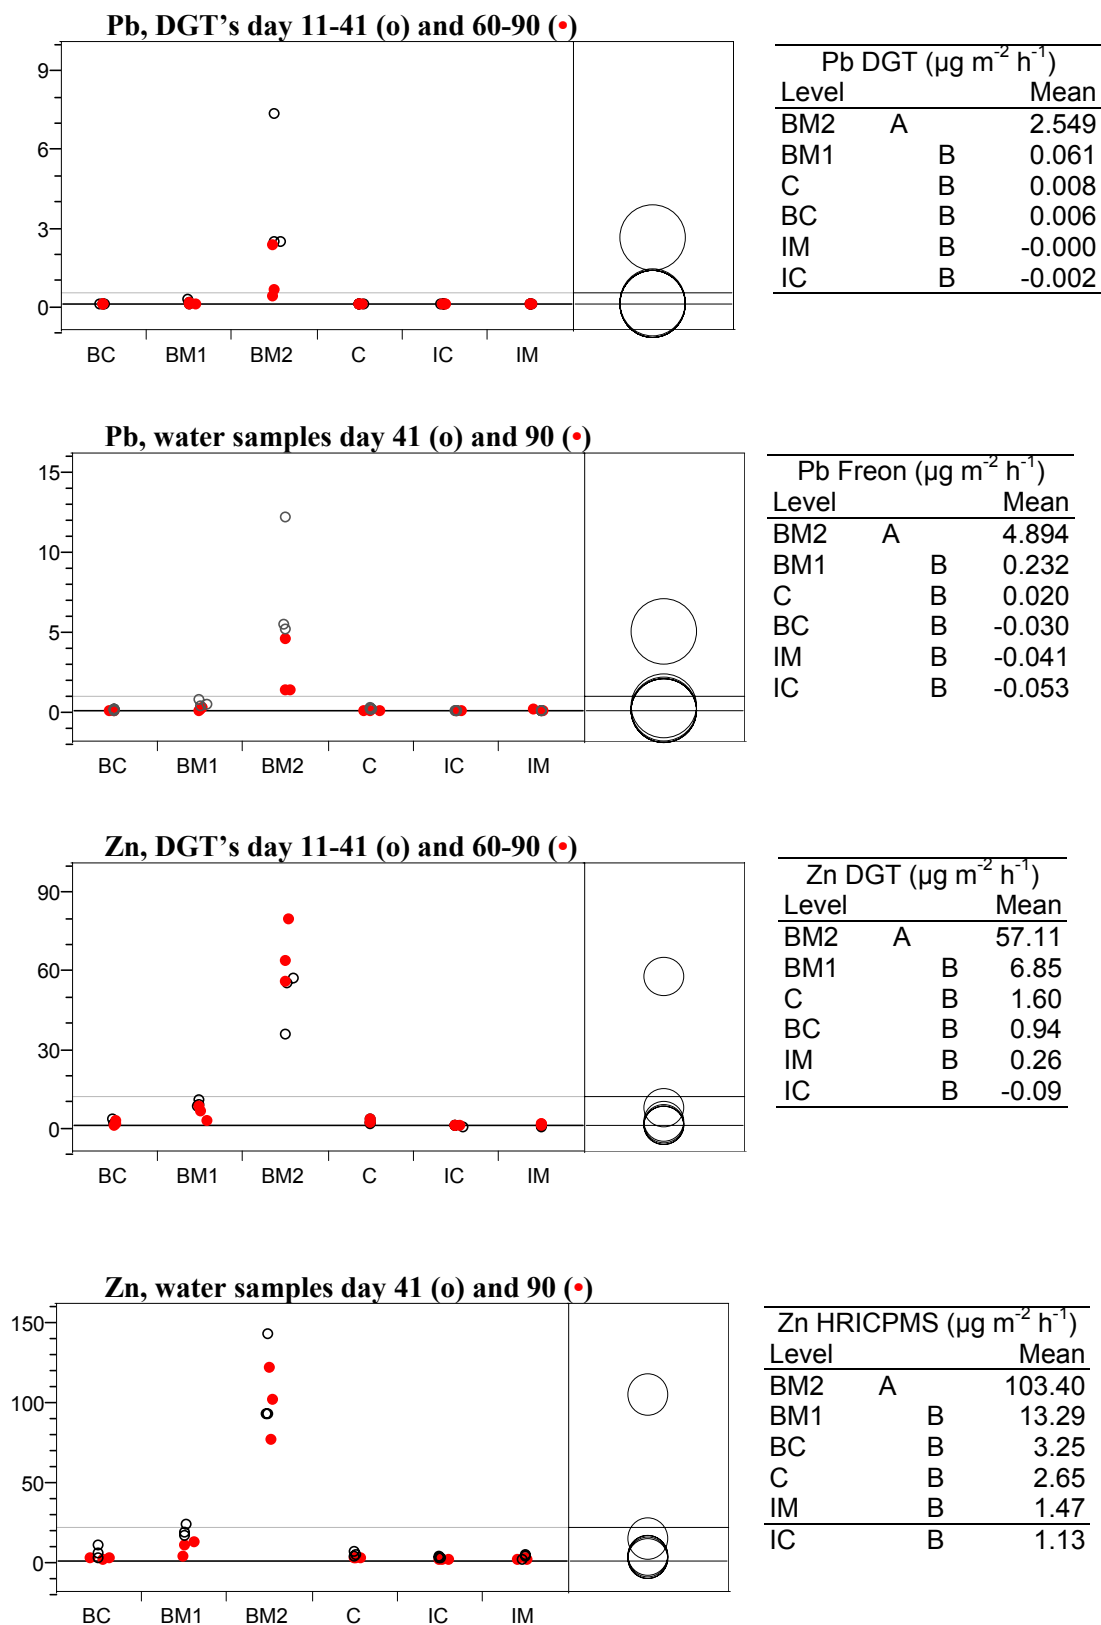 Pb, DGT's day 11-41 (o) and 60-90 (•)
9
6
3
0
BC BM1 BM2 C IC IM
Pb DGT (µg m-2 h-1)
Level Mean
BM2 A 2.549
BM1 B 0.061
C B 0.008
BC B 0.006
IM B -0.000
IC B -0.002
Pb, water samples day 41 (o) and 90 (•)
15
10
5
0
BC BM1 BM2 C IC IM
Pb Freon (µg m-2 h-1)
Level Mean
BM2 A 4.894
BM1 B 0.232
C B 0.020
BC B -0.030
IM B -0.041
IC B -0.053
Zn, DGT's day 11-41 (o) and 60-90 (•)
90
60
30
0
BC BM1 BM2 C IC IM
Zn DGT (µg m-2 h-1)
Level Mean
BM2 A 57.11
BM1 B 6.85
C B 1.60
BC B 0.94
IM B 0.26
IC B -0.09
Zn, water samples day 41 (o) and 90 (•)
150
100
50
0
BC BM1 BM2 C IC IM
Zn HRICPMS (µg m-2 h-1)
Level Mean
BM2 A 103.40
BM1 B 13.29
BC B 3.25
C B 2.65
IM B 1.47
IC B 1.13